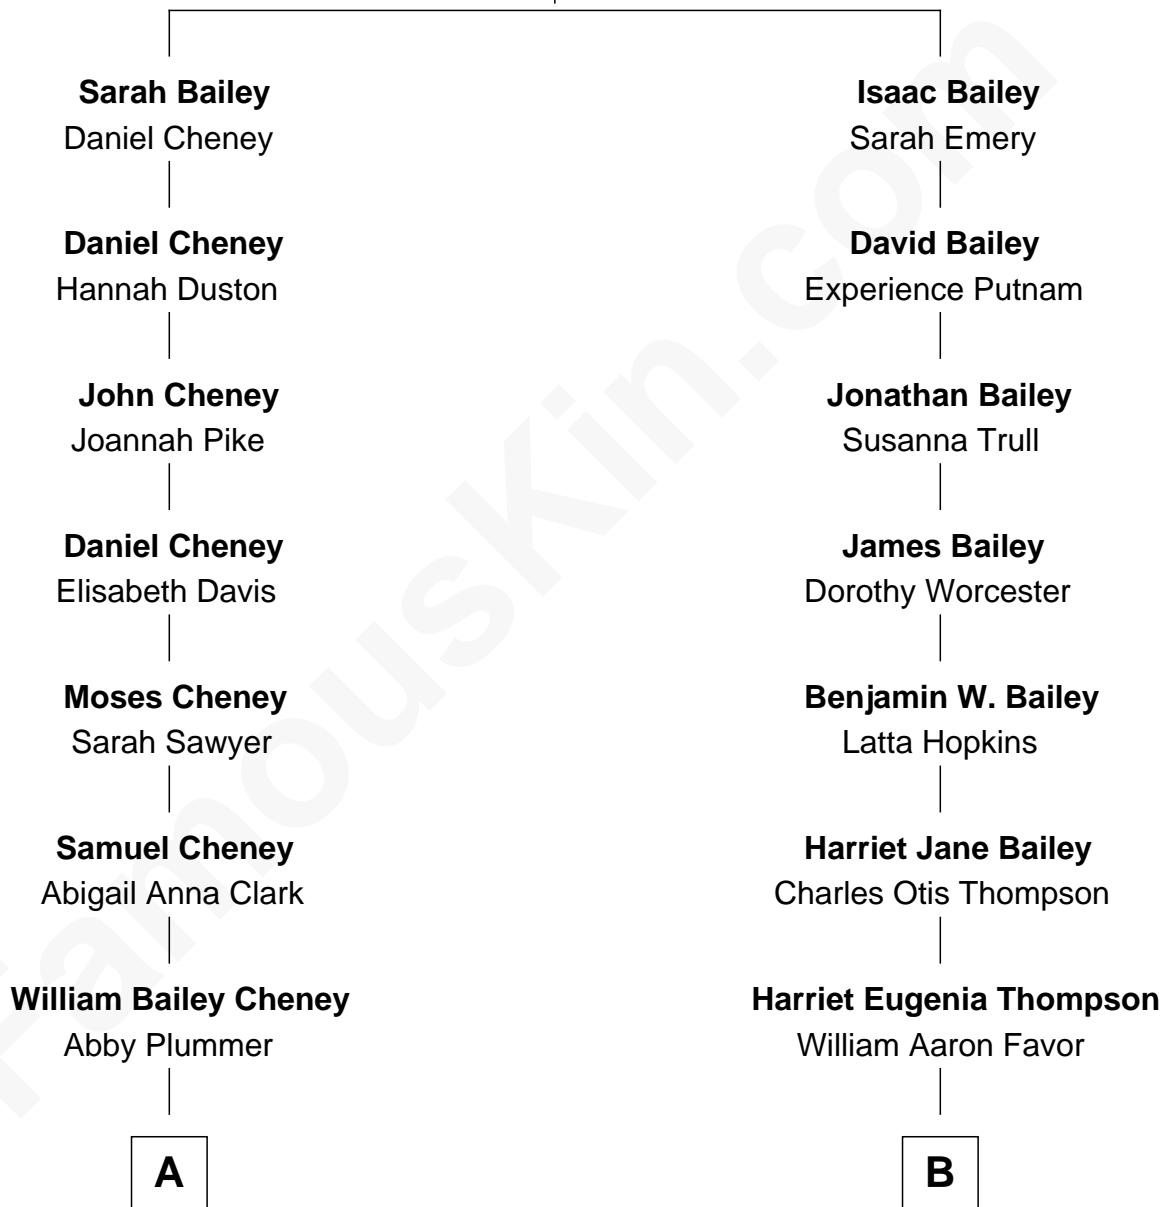 Sarah Bailey
Daniel Cheney
Daniel Cheney
Hannah Duston
John Cheney
Joannah Pike
Daniel Cheney
Elisabeth Davis
Moses Cheney
Sarah Sawyer
Samuel Cheney
Abigail Anna Clark
William Bailey Cheney
Abby Plummer
A
Isaac Bailey
Sarah Emery
David Bailey
Experience Putnam
Jonathan Bailey
Susanna Trull
James Bailey
Dorothy Worcester
Benjamin W. Bailey
Latta Hopkins
Harriet Jane Bailey
Charles Otis Thompson
Harriet Eugenia Thompson
William Aaron Favor
B
FamousKin.com